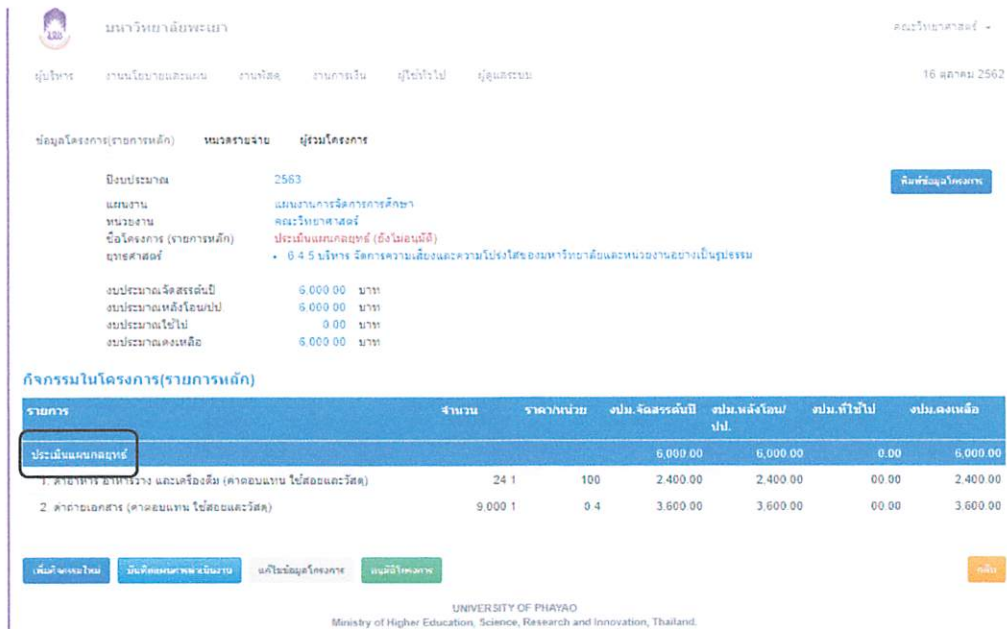 มหาวิทยาลัยพะเยา
คณะวิทยาศาสตร์
ผู้บริหาร งานนโยบายและแผน งานพัสดุ งานการเงิน ผู้ใช้ทั่วไป ผู้ดูแลระบบ 16 ตุลาคม 2562
ข้อมูลโครงการ(รายการหลัก) หมวดรายจ่าย ผู้ร่วมโครงการ
ปีงบประมาณ 2563 พิมพ์ข้อมูลโครงการ
แผนงาน แผนงานการจัดการการศึกษา
หน่วยงาน คณะวิทยาศาสตร์
ชื่อโครงการ (รายการหลัก) ประเมินแผนกลยุทธ์ (ยังไม่อนุมัติ)
ยุทธศาสตร์ • 6.4.5 บริหาร จัดการความเสี่ยงและความโปร่งใสของมหาวิทยาลัยและหน่วยงานอย่างเป็นรูปธรรม
งบประมาณจัดสรรต้นปี 6,000.00 บาท
งบประมาณหลังโอน/ปป 6,000.00 บาท
งบประมาณใช้ไป 0.00 บาท
งบประมาณคงเหลือ 6,000.00 บาท
กิจกรรมในโครงการ(รายการหลัก)
รายการ จำนวน ราคา/หน่วย งปม.จัดสรรต้นปี งปม.หลังโอน/ปป. งปม.ที่ใช้ไป งปม.คงเหลือ
ประเมินแผนกลยุทธ์ 6,000.00 6,000.00 0.00 6,000.00
1. ค่าอาหาร อาหารว่าง และเครื่องดื่ม (ค่าตอบแทน ใช้สอยและวัสดุ) 24 1 100 2,400.00 2,400.00 00.00 2,400.00
2. ค่าถ่ายเอกสาร (ค่าตอบแทน ใช้สอยและวัสดุ) 9,000 1 0.4 3,600.00 3,600.00 00.00 3,600.00
เพิ่มกิจกรรมใหม่ บันทึกแผนการดำเนินงาน แก้ไขข้อมูลโครงการ อนุมัติโครงการ กลับ
UNIVERSITY OF PHAYAO
Ministry of Higher Education, Science, Research and Innovation, Thailand.